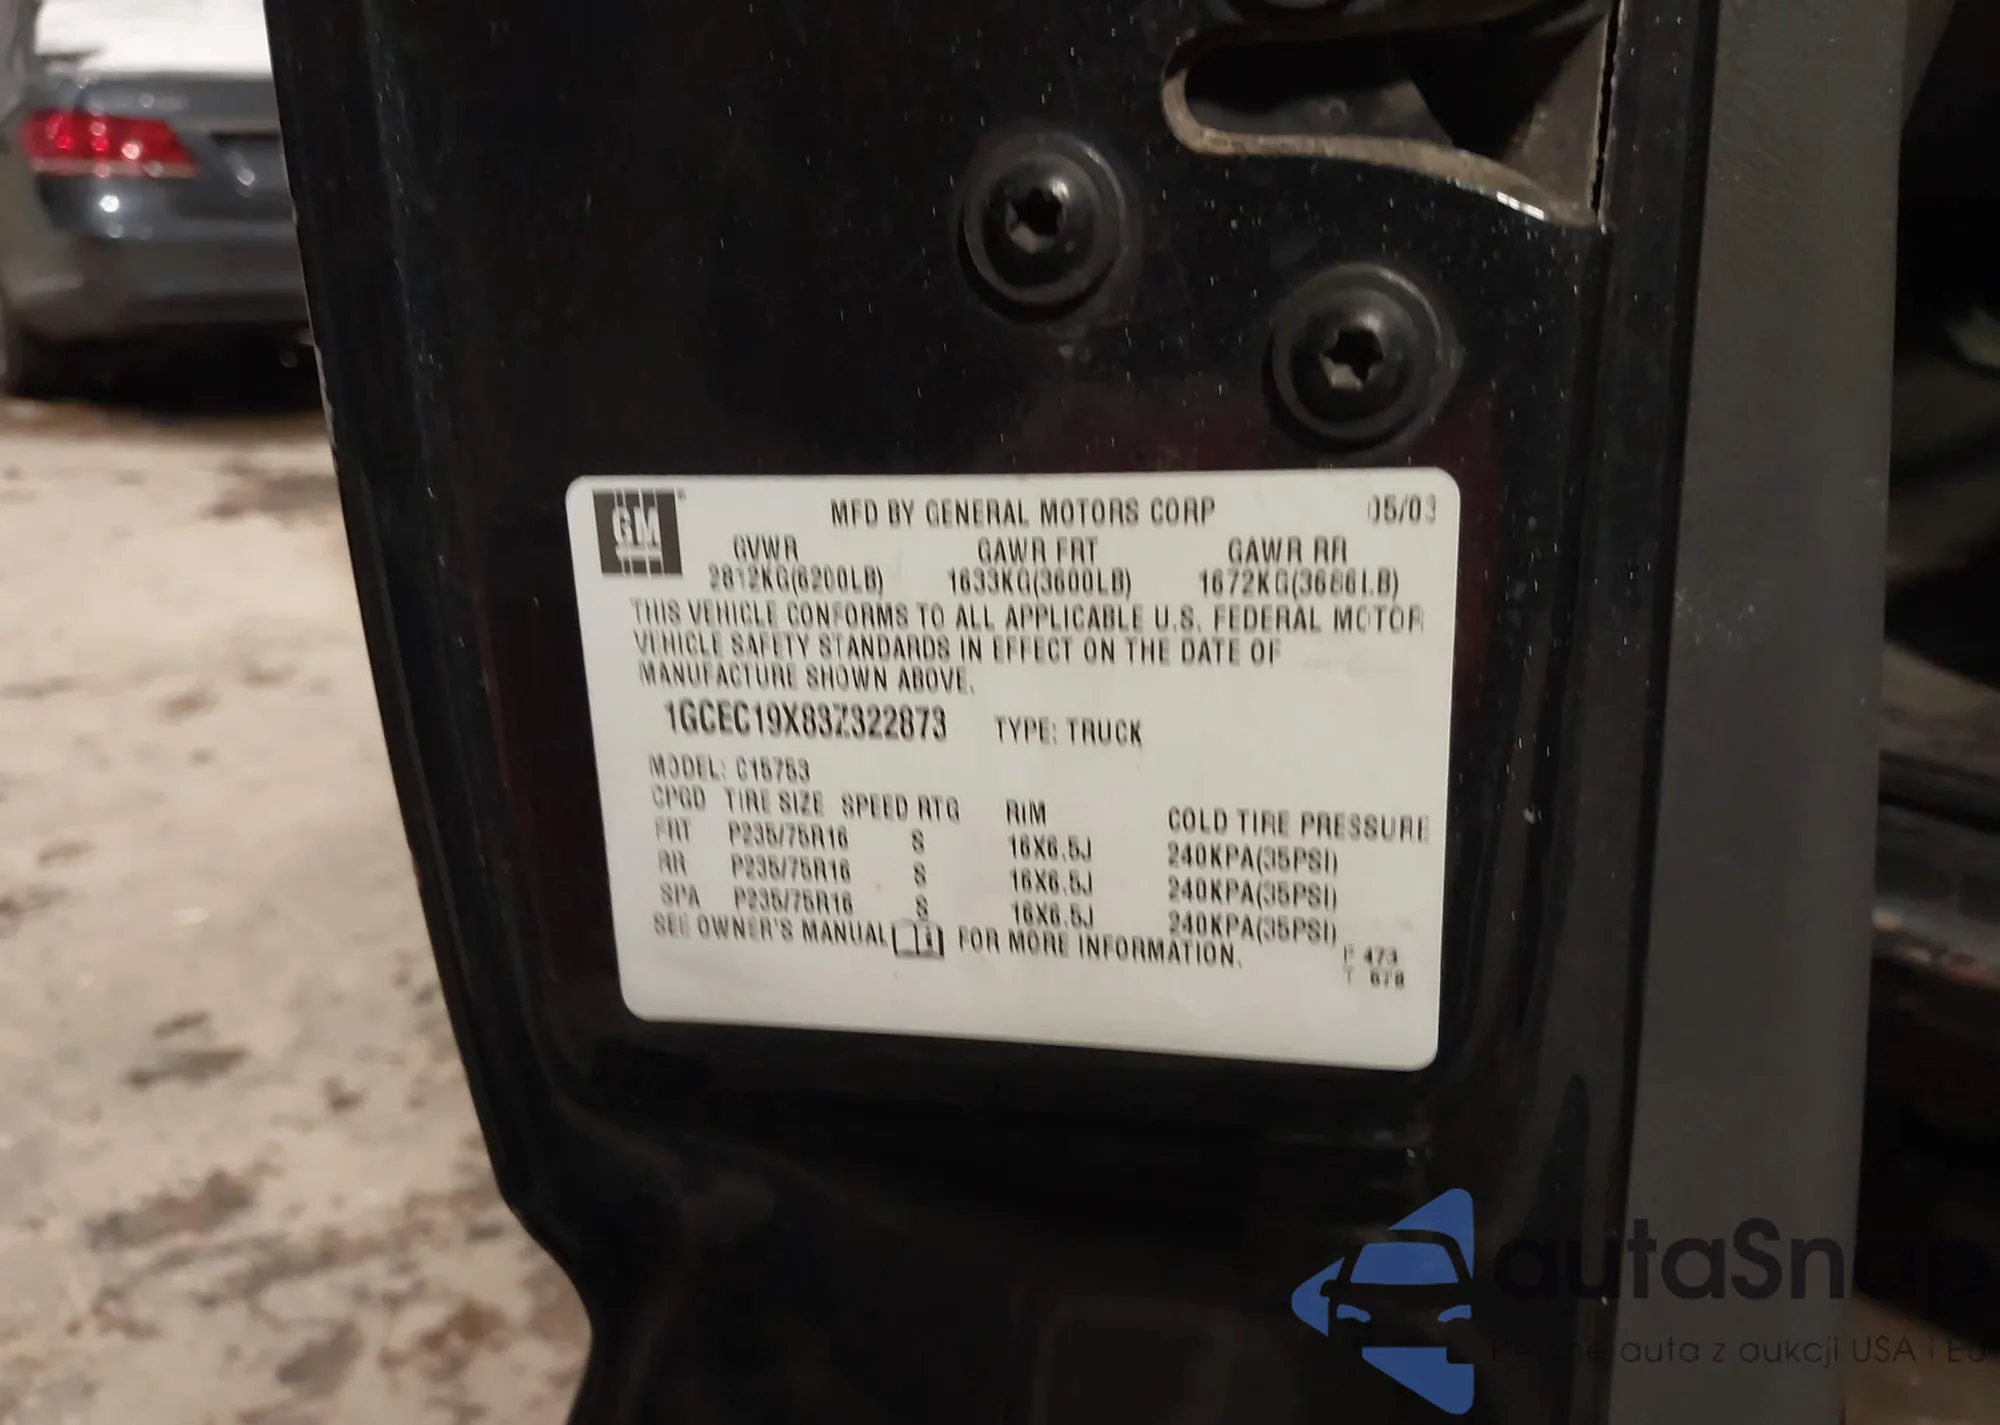 GM
MFD BY GENERAL MOTORS CORP 05/03
GVWR GAWR FRT GAWR RR
2812KG(6200LB) 1633KG(3600LB) 1672KG(3686LB)
THIS VEHICLE CONFORMS TO ALL APPLICABLE U.S. FEDERAL MOTOR
VEHICLE SAFETY STANDARDS IN EFFECT ON THE DATE OF
MANUFACTURE SHOWN ABOVE.
1GCEC19X83Z322873 TYPE: TRUCK
MODEL: C15753
CPGD TIRE SIZE SPEED RTG RIM COLD TIRE PRESSURE
FRT P235/75R16 S 16X6.5J 240KPA(35PSI)
RR P235/75R16 S 16X6.5J 240KPA(35PSI)
SPA P235/75R16 S 16X6.5J 240KPA(35PSI)
SEE OWNER'S MANUAL FOR MORE INFORMATION.
F 473
T 678
autaSnap
auta z aukcji USA i EU